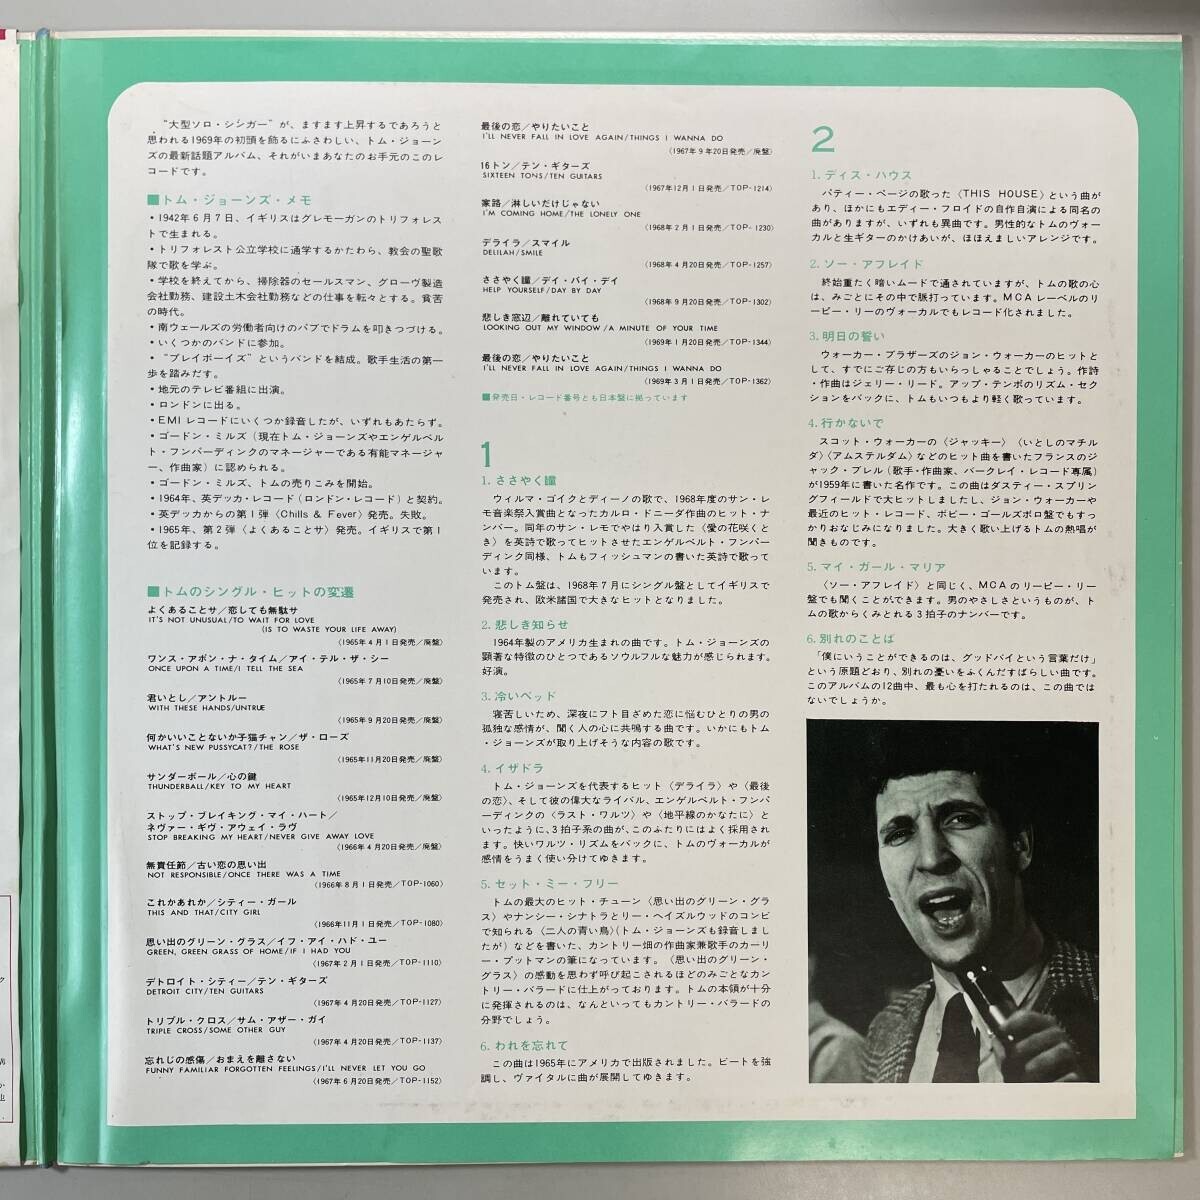 “大型ソロ・シンガー”が、ますます上昇するであろうと
思われる1969年の初頭を飾るにふさわしい、トム・ジョーン
ズの最新話題アルバム、それがいまあなたのお手元のこのレ
コードです。
■トム・ジョーンズ・メモ
・1942年6月7日、イギリスはグレモーガンのトリフォレス
トで生まれる。
・トリフォレスト公立学校に通学するかたわら、教会の聖歌
隊で歌を学ぶ。
・学校を終えてから、掃除器のセールスマン、グローヴ製造
会社勤務、建設土木会社勤務などの仕事を転々とする。貧苦
の時代。
・南ウェールズの労働者向けのパブでドラムを叩きつづける。
・いくつかのバンドに参加。
・“プレイボーイズ”というバンドを結成。歌手生活の第一
歩を踏みだす。
・地元のテレビ番組に出演。
・ロンドンに出る。
・EMIレコードにいくつか録音したが、いずれもあたらず。
・ゴードン・ミルズ（現在トム・ジョーンズやエンゲルベル
ト・フンパーディンクのマネージャーである有能マネージャ
ー、作曲家）に認められる。
・ゴードン・ミルズ、トムの売りこみを開始。
・1964年、英デッカ・レコード（ロンドン・レコード）と契約。
・英デッカからの第1弾〈Chills & Fever〉発売。失敗。
・1965年、第2弾〈よくあることサ〉発売。イギリスで第1
位を記録する。
■トムのシングル・ヒットの変遷
よくあることサ／恋しても無駄サ
IT'S NOT UNUSUAL/TO WAIT FOR LOVE
(IS TO WASTE YOUR LIFE AWAY)
〈1965年4月1日発売／廃盤〉
ワンス・アポン・ナ・タイム／アイ・テル・ザ・シー
ONCE UPON A TIME/I TELL THE SEA
〈1965年7月10日発売／廃盤〉
君いとし／アントルー
WITH THESE HANDS/UNTRUE
〈1965年9月20日発売／廃盤〉
何かいいことないか子猫チャン／ザ・ローズ
WHAT'S NEW PUSSYCAT?/THE ROSE
〈1965年11月20日発売／廃盤〉
サンダーボール／心の鍵
THUNDERBALL/KEY TO MY HEART
〈1965年12月10日発売／廃盤〉
ストップ・ブレイキング・マイ・ハート／
ネヴァー・ギヴ・アウェイ・ラヴ
STOP BREAKING MY HEART/NEVER GIVE AWAY LOVE
〈1966年4月20日発売／廃盤〉
無責任節／古い恋の思い出
NOT RESPONSIBLE/ONCE THERE WAS A TIME
〈1966年8月1日発売／TOP-1060〉
これかあれか／シティー・ガール
THIS AND THAT/CITY GIRL
〈1966年11月1日発売／TOP-1080〉
思い出のグリーン・グラス／イフ・アイ・ハド・ユー
GREEN, GREEN GRASS OF HOME/IF I HAD YOU
〈1967年2月1日発売／TOP-1110〉
デトロイト・シティー／テン・ギターズ
DETROIT CITY/TEN GUITARS
〈1967年4月20日発売／TOP-1127〉
トリプル・クロス／サム・アザー・ガイ
TRIPLE CROSS/SOME OTHER GUY
〈1967年4月20日発売／TOP-1137〉
忘れじの感傷／おまえを離さない
FUNNY FAMILIAR FORGOTTEN FEELINGS/I'LL NEVER LET YOU GO
〈1967年6月20日発売／TOP-1152〉
最後の恋／やりたいこと
I'LL NEVER FALL IN LOVE AGAIN/THINGS I WANNA DO
〈1967年9年20日発売／廃盤〉
16トン／テン・ギターズ
SIXTEEN TONS/TEN GUITARS
〈1967年12月1日発売／TOP-1214〉
家路／淋しいだけじゃない
I'M COMING HOME/THE LONELY ONE
〈1968年2月1日発売／TOP-1230〉
デライラ／スマイル
DELILAH/SMILE
〈1968年4月20日発売／TOP-1257〉
ささやく瞳／デイ・バイ・デイ
HELP YOURSELF/DAY BY DAY
〈1968年9月20日発売／TOP-1302〉
悲しき窓辺／離れていても
LOOKING OUT MY WINDOW/A MINUTE OF YOUR TIME
〈1969年1月20日発売／TOP-1344〉
最後の恋／やりたいこと
I'LL NEVER FALL IN LOVE AGAIN/THINGS I WANNA DO
〈1969年3月1日発売／TOP-1362〉
■発売日・レコード番号とも日本盤に拠っています
1
1.ささやく瞳
ウィルマ・ゴイクとディーノの歌で、1968年度のサン・レ
モ音楽祭入賞曲となったカルロ・ドニーダ作曲のヒット・ナ
ンバー。同年のサン・レモでやはり入賞した〈愛の花咲くと
き〉を英詩で歌ってヒットさせたエンゲルベルト・フンパー
ディンク同様、トムもフィッシュマンの書いた英詩で歌って
います。
このトム盤は、1968年7月にシングル盤としてイギリスで
発売され、欧米諸国で大きなヒットとなりました。
2.悲しき知らせ
1964年製のアメリカ生まれの曲です。トム・ジョーンズの
顕著な特徴のひとつであるソウルフルな魅力が感じられます。
好演。
3.冷いベッド
寝苦しいため、深夜にフト目ざめた恋に悩むひとりの男の
孤独な感情が、聞く人の心に共鳴する曲です。いかにもトム
・ジョーンズが取り上げそうな内容の歌です。
4.イザドラ
トム・ジョーンズを代表するヒット〈デライラ〉や〈最後
の恋〉、そして彼の偉大なライバル、エンゲルベルト・フンパ
ーディンクの〈ラスト・ワルツ〉や〈地平線のかなたに〉と
いったように、3拍子系の曲が、このふたりにはよく採用され
ます。快いワルツ・リズムをバックに、トムのヴォーカルが
感情をうまく使い分けてゆきます。
5.セット・ミー・フリー
トムの最大のヒット・チューン〈思い出のグリーン・グラ
ス〉やナンシー・シナトラとリー・ヘイズルウッドのコンビ
で知られる〈二人の青い鳥〉（トム・ジョーンズも録音しまし
たが）などを書いた、カントリー畑の作曲家兼歌手のカーリ
ー・プットマンの筆になっています。〈思い出のグリーン・
グラス〉の感動を思わず呼び起こされるほどのみごとなカン
トリー・バラードに仕上がっております。トムの本領が十分
に発揮されるのは、なんといってもカントリー・バラードの
分野でしょう。
6.われを忘れて
この曲は1965年にアメリカで出版されました。ビートを強
調し、ヴァイタルに曲が展開してゆきます。
2
1.ディス・ハウス
パティー・ページの歌った〈THIS HOUSE〉という曲が
あり、ほかにもエディー・フロイドの自作自演による同名の
曲がありますが、いずれも異曲です。男性的なトムのヴォー
カルと生ギターのかけあいが、ほほえましいアレンジです。
2.ソー・アフレイド
終始重たく暗いムードで通されていますが、トムの歌の心
は、みごとにその中で脈打っています。MCAレーベルのリ
ーピー・リーのヴォーカルでもレコード化されました。
3.明日の誓い
ウォーカー・ブラザーズのジョン・ウォーカーのヒットと
して、すでにご存じの方もいらっしゃることでしょう。作詩
・作曲はジェリー・リード。アップ・テンポのリズム・セク
ションをバックに、トムもいつもより軽く歌っています。
4.行かないで
スコット・ウォーカーの〈ジャッキー〉〈いとしのマチル
ダ〉〈アムステルダム〉などのヒット曲を書いたフランスのジ
ャック・ブレル（歌手・作曲家、バークレイ・レコード専属）
が1959年に書いた名作です。この曲はダスティー・スプリン
グフィールドで大ヒットしましたし、ジョン・ウォーカーや
最近のヒット・レコード、ボビー・ゴールズボロ盤でもすっ
かりおなじみになりました。大きく歌い上げるトムの熱唱が
聞きものです。
5.マイ・ガール・マリア
〈ソー・アフレイド〉と同じく、MCAのリーピー・リー
盤でも聞くことができます。男のやさしさというものが、ト
ムの歌からくみとれる3拍子のナンバーです。
6.別れのことば
「僕にいうことができるのは、グッドバイという言葉だけ」
という原題どおり、別れの憂いをふくんだすばらしい曲です。
このアルバムの12曲中、最も心を打たれるのは、この曲では
ないでしょうか。